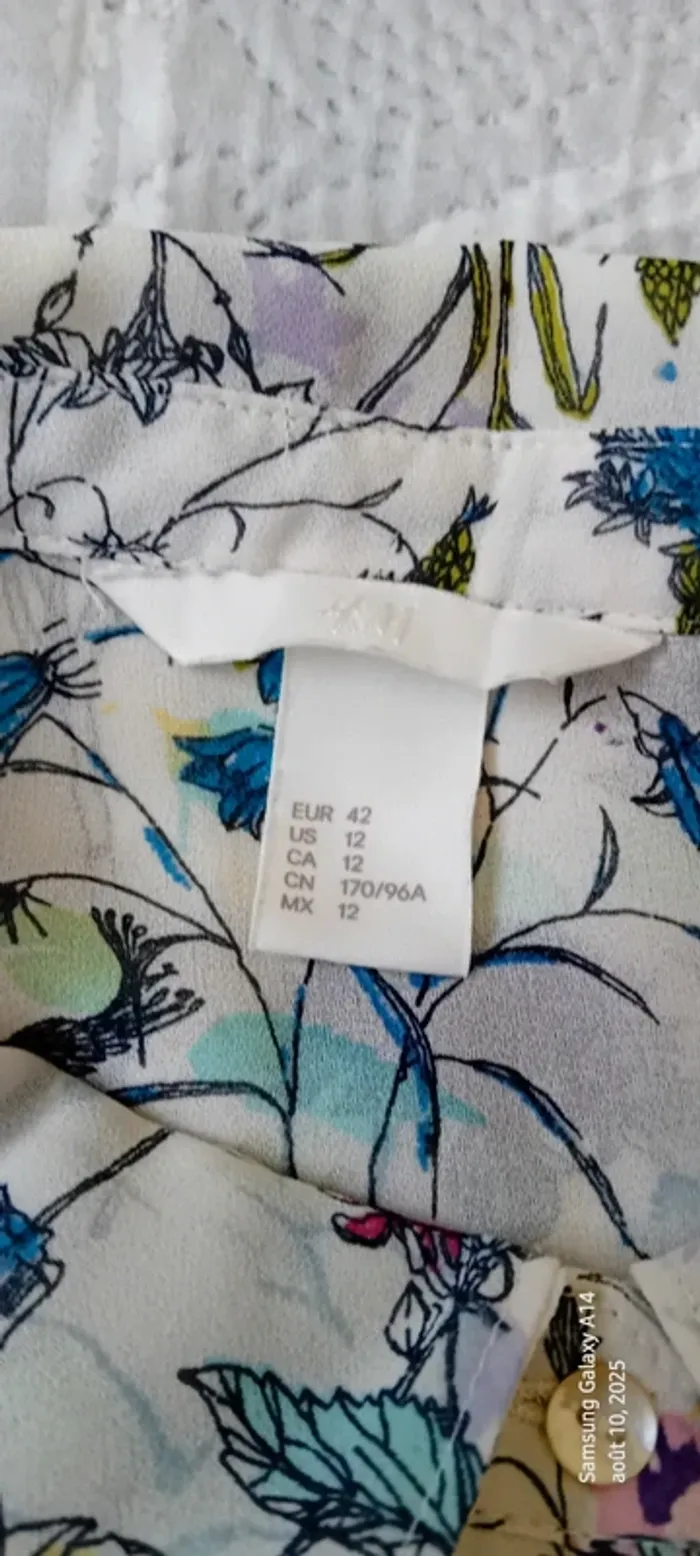 H&M
EUR 42
US 12
CA 12
CN 170/96A
MX 12
Samsung Galaxy A14
août 10, 2025